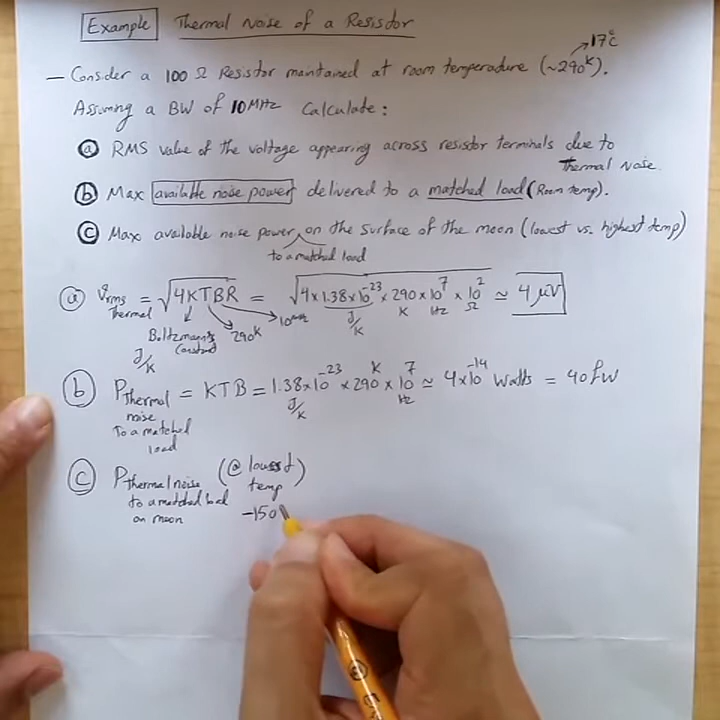 Example Thermal Noise of a Resistor
→17°C
— Consider a 100 Ω Resistor maintained at room temperature (~290K).
Assuming a BW of 10MHz Calculate:
ⓐ RMS value of the voltage appearing across resistor terminals due to
Thermal Noise.
ⓑ Max available noise power delivered to a matched load (Room temp).
ⓒ Max available noise power on the surface of the moon (lowest vs. highest temp)
to a matched load
ⓐ Vrms = √4KTBR = √4×1.38×10⁻²³×290×10⁷×10² ≃ 4 µV
Thermal J/K K Hz Ω
Boltzmann's Constant 290K 10MHz
J/K
ⓑ PThermal = KTB = 1.38×10⁻²³ × 290 K × 10⁷ ≃ 4×10⁻¹⁴ Watts = 40fW
noise J/K Hz
To a matched
load
ⓒ PThermal noise (@ lowest
to a matched load temp)
on moon -150